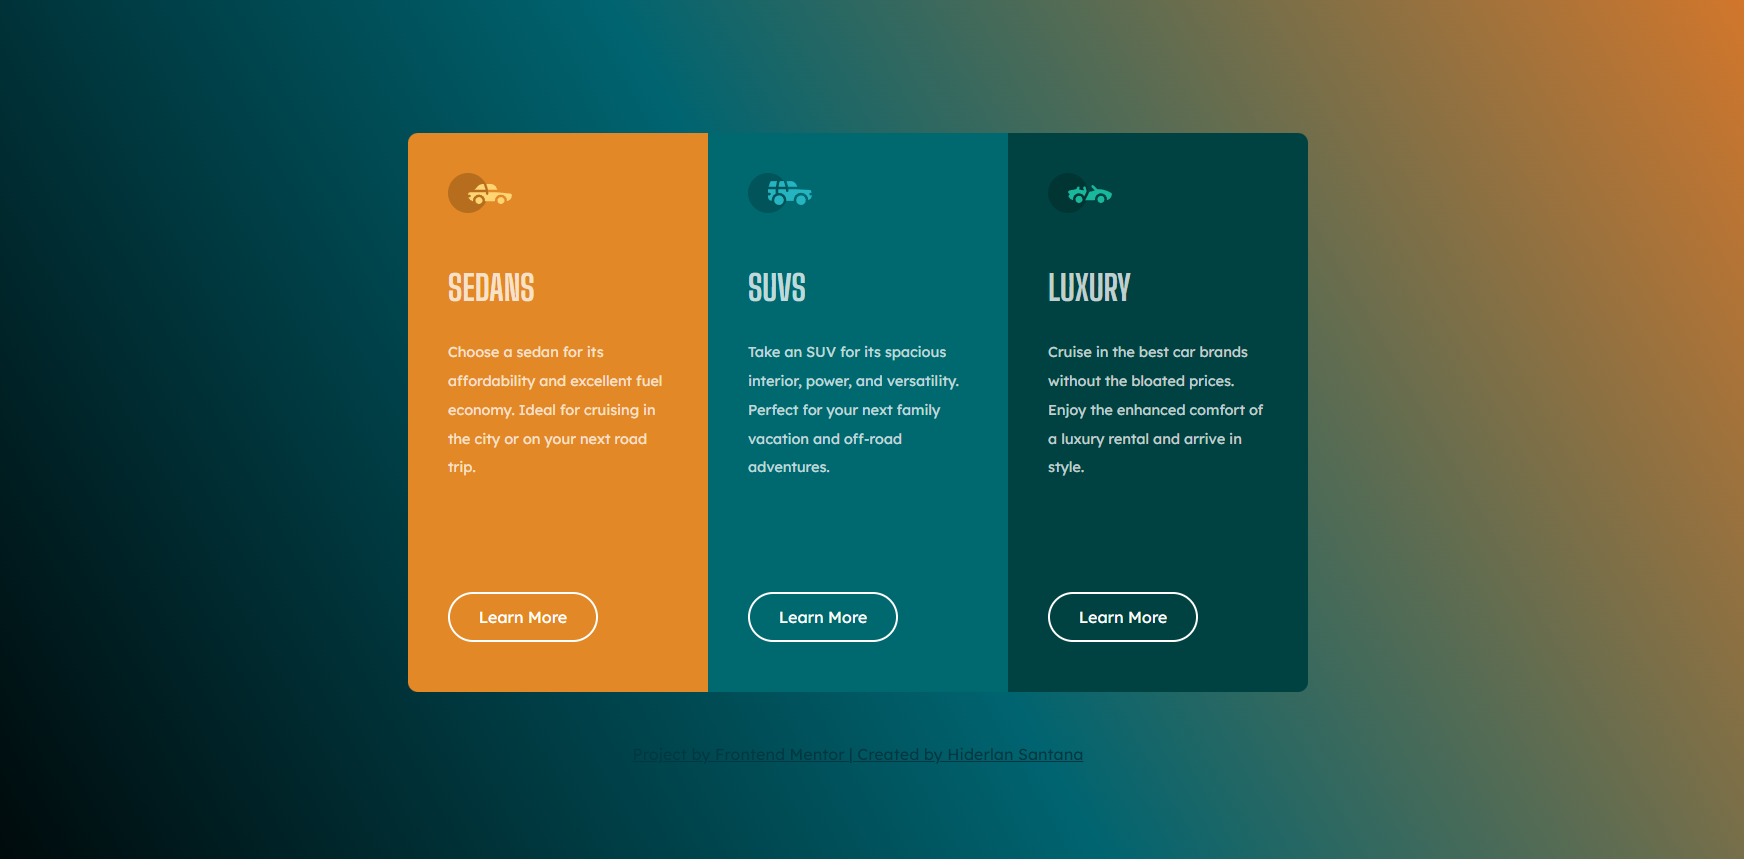 SEDANS
Choose a sedan for its
affordability and excellent fuel
economy. Ideal for cruising in
the city or on your next road
trip.
Learn More
SUVS
Take an SUV for its spacious
interior, power, and versatility.
Perfect for your next family
vacation and off-road
adventures.
Learn More
LUXURY
Cruise in the best car brands
without the bloated prices.
Enjoy the enhanced comfort of
a luxury rental and arrive in
style.
Learn More
Project by Frontend Mentor | Created by Hiderlan Santana